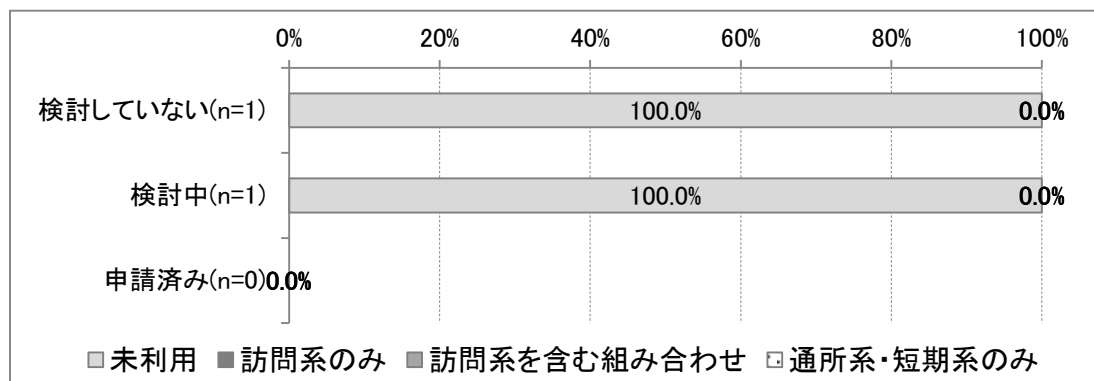 0% 20% 40% 60% 80% 100%
検討していない(n=1) 100.0% 0.0%
検討中(n=1) 100.0% 0.0%
申請済み(n=0) 0.0%
未利用 訪問系のみ 訪問系を含む組み合わせ 通所系・短期系のみ